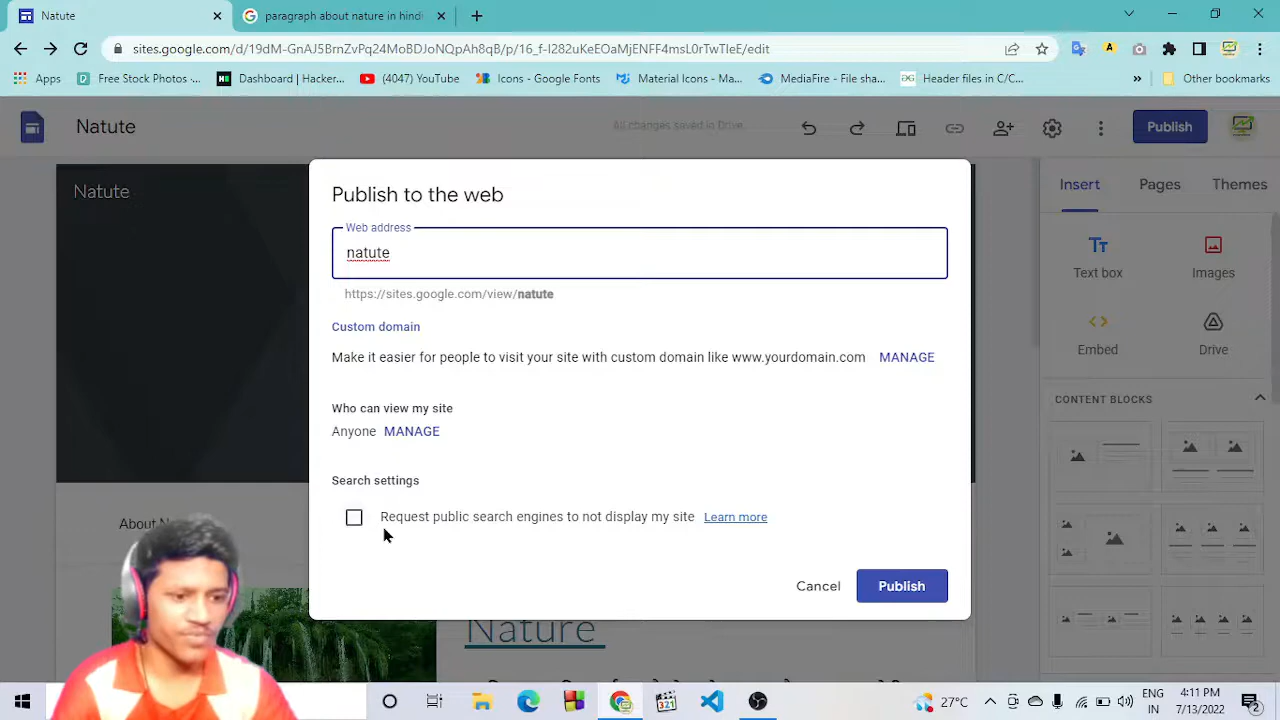 Natute
paragraph above nature in hind
sites.google.com/d/19dM-GnAJ5BrnZvPq24MoBDJoNQpAh8qB/p/16_f-I282uKeEOaMjENFF4msL0rTwTIeE/edit
Apps
Free Stock Photos -...
Dashboard | Hacker...
(4047) YouTube
Icons - Google Fonts
Material Icons - Ma...
MediaFire - File sha...
Header files in C/C...
Other bookmarks
Natute
All changes saved in Drive
Publish
Natute
Publish to the web
Web address
natute
https://sites.google.com/view/natute
Custom domain
Make it easier for people to visit your site with custom domain like www.yourdomain.com MANAGE
Who can view my site
Anyone MANAGE
Search settings
Request public search engines to not display my site Learn more
Cancel
Publish
Insert
Pages
Themes
Text box
Images
Embed
Drive
CONTENT BLOCKS
About
Nature
27°C
ENG
IN
4:11 PM
7/13/2022